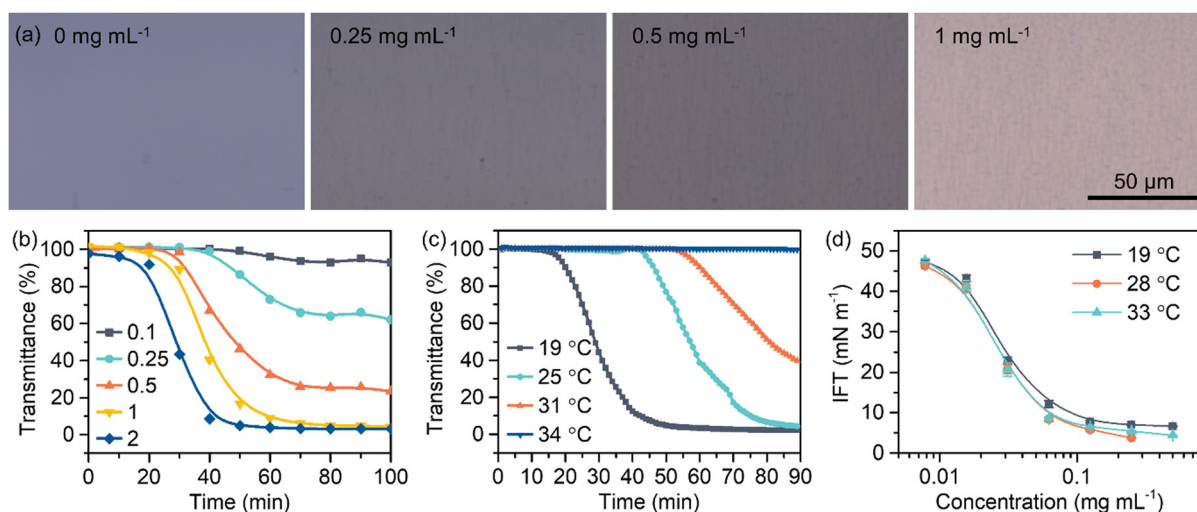 (a) 0 mg mL⁻¹ 0.25 mg mL⁻¹ 0.5 mg mL⁻¹ 1 mg mL⁻¹
50 µm
(b)
Transmittance (%)
100
80
60
40
20
0
0.1
0.25
0.5
1
2
0 20 40 60 80 100
Time (min)
(c)
Transmittance (%)
100
80
60
40
20
0
19 °C
25 °C
31 °C
34 °C
0 10 20 30 40 50 60 70 80 90
Time (min)
(d)
IFT (mN m⁻¹)
50
40
30
20
10
0
19 °C
28 °C
33 °C
0.01 0.1
Concentration (mg mL⁻¹)